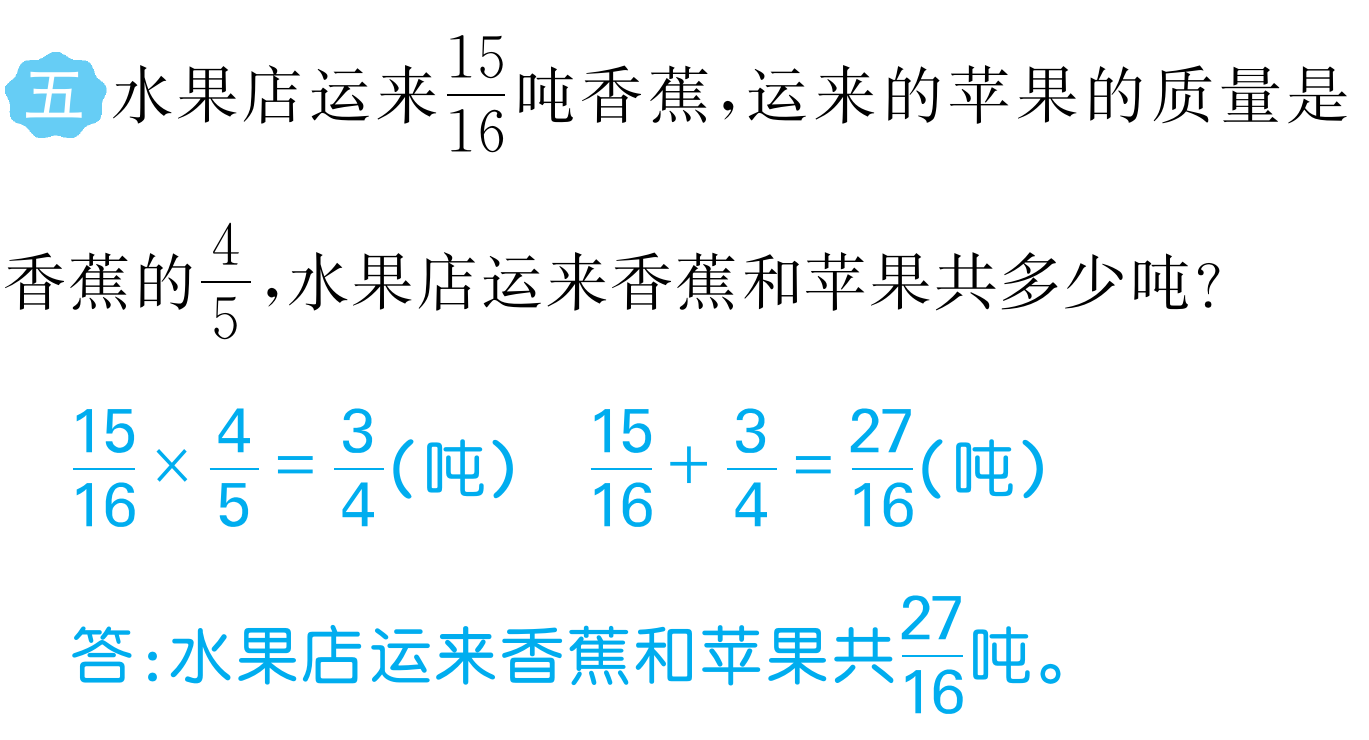 五 水果店运来15/16吨香蕉,运来的苹果的质量是
香蕉的4/5,水果店运来香蕉和苹果共多少吨?
15/16 × 4/5 = 3/4(吨) 15/16 + 3/4 = 27/16(吨)
答:水果店运来香蕉和苹果共27/16吨。